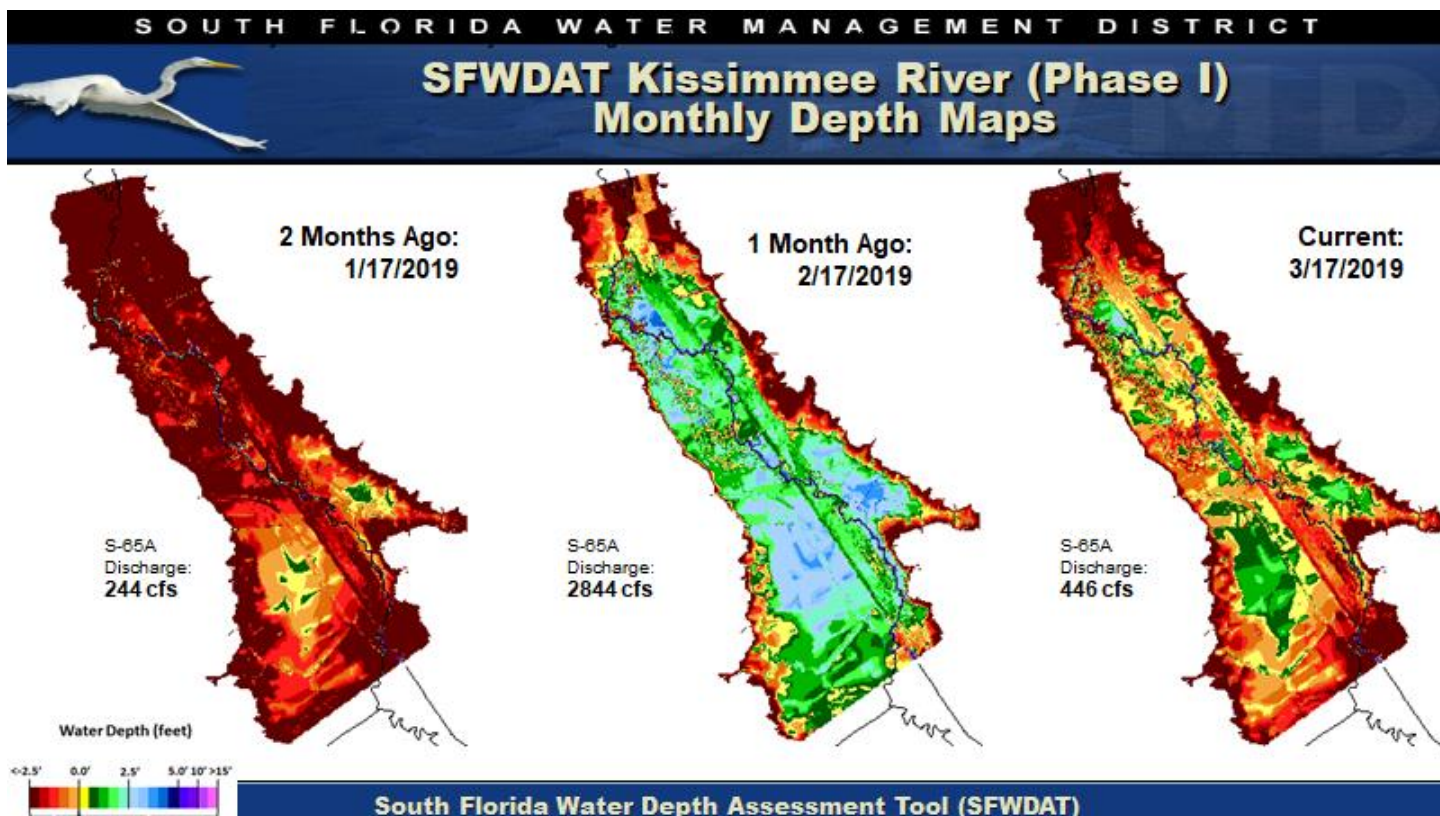 SOUTH FLORIDA WATER MANAGEMENT DISTRICT
SFWDAT Kissimmee River (Phase I)
Monthly Depth Maps
2 Months Ago:
1/17/2019
1 Month Ago:
2/17/2019
Current:
3/17/2019
S-65A
Discharge:
244 cfs
S-65A
Discharge:
2844 cfs
S-65A
Discharge:
446 cfs
Water Depth (feet)
<-2.5' 0.0' 2.5' 5.0' 10' >15'
South Florida Water Depth Assessment Tool (SFWDAT)